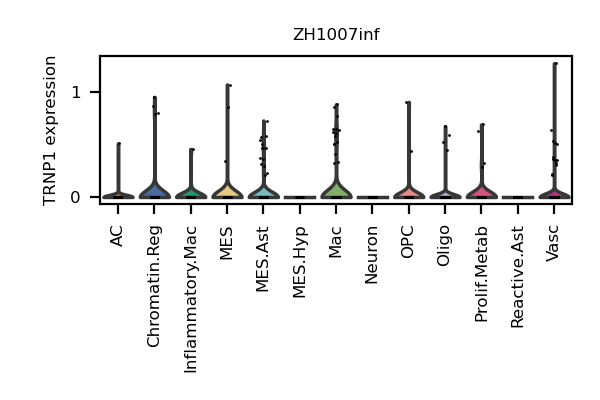 ZH1007inf
TRNP1 expression
1
0
AC
Chromatin.Reg
Inflammatory.Mac
MES
MES.Ast
MES.Hyp
Mac
Neuron
OPC
Oligo
Prolif.Metab
Reactive.Ast
Vasc